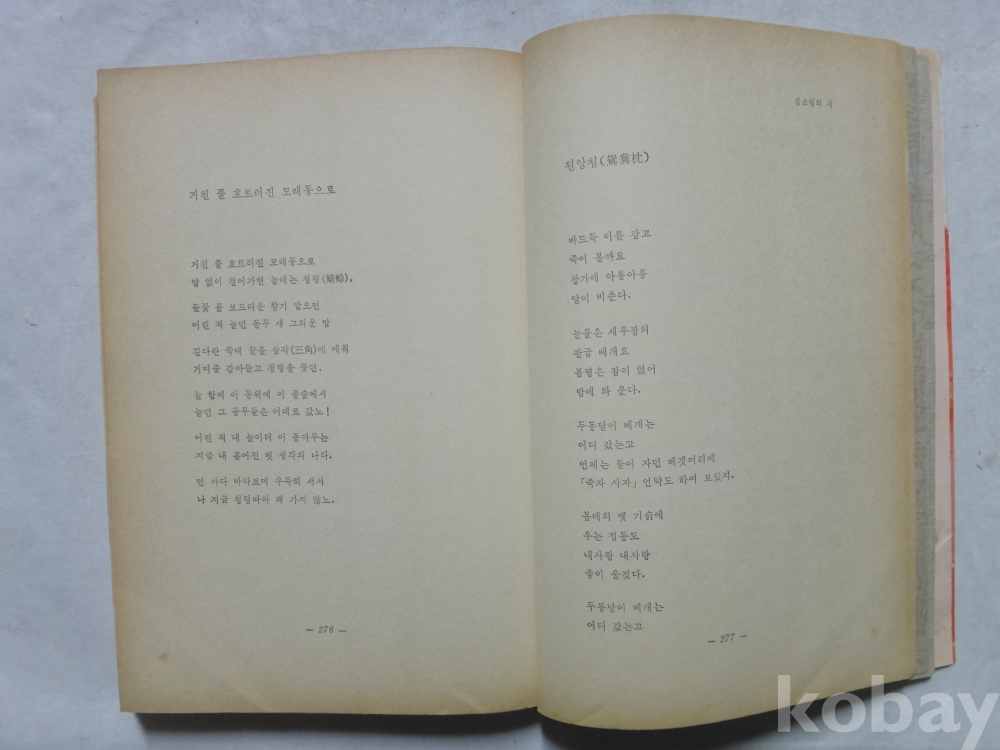 거친 풀 흐트러진 모래동으로
거친 풀 흐트러진 모래동으로
말 없이 걸어가면 놀래는 청령(蜻蛉).
들꽃 풀 보드라운 향기 맡으면
어린 적 놀던 동무 새 그리운 맘
길다란 쑥대 끝을 삼각(三角)에 메워
거미줄 감아들고 청령을 쫓던,
늘 함께 이 동위에 이 풀숲에서
놀던 그 동무들은 어데로 갔노!
어린 적 내 놀이터 이 동마루는
지금 내 흩어진 벗 생각의 나라.
먼 바다 바라보며 우둑히 서서
나 지금 청령따라 왜 가지 않노.
— 276 —
김소월의 시
원앙침(鴛鴦枕)
바드득 이를 갈고
죽어 볼까요
창가에 아롱아롱
달이 비춘다.
눈물은 새우잠의
팔굽 베개요
봄꿩은 잠이 없어
밤에 와 운다.
두동달이 베개는
어디 갔는고
언제는 둘이 자던 베갯머리에
「죽자 사자」 언약도 하여 보았지.
봄메의 멧 기슭에
우는 접동도
내사랑 내사랑
좋이 울것다.
두동달이 베개는
어디 갔는고
— 277 —
kobay